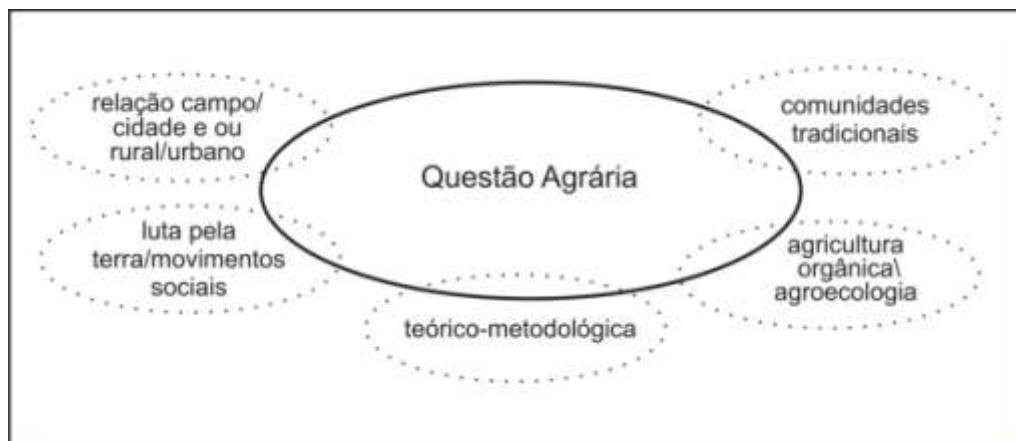 relação campo/
cidade e ou
rural/urbano
comunidades
tradicionais
Questão Agrária
luta pela
terra/movimentos
sociais
agricultura
orgânica\
agroecologia
teórico-metodológica